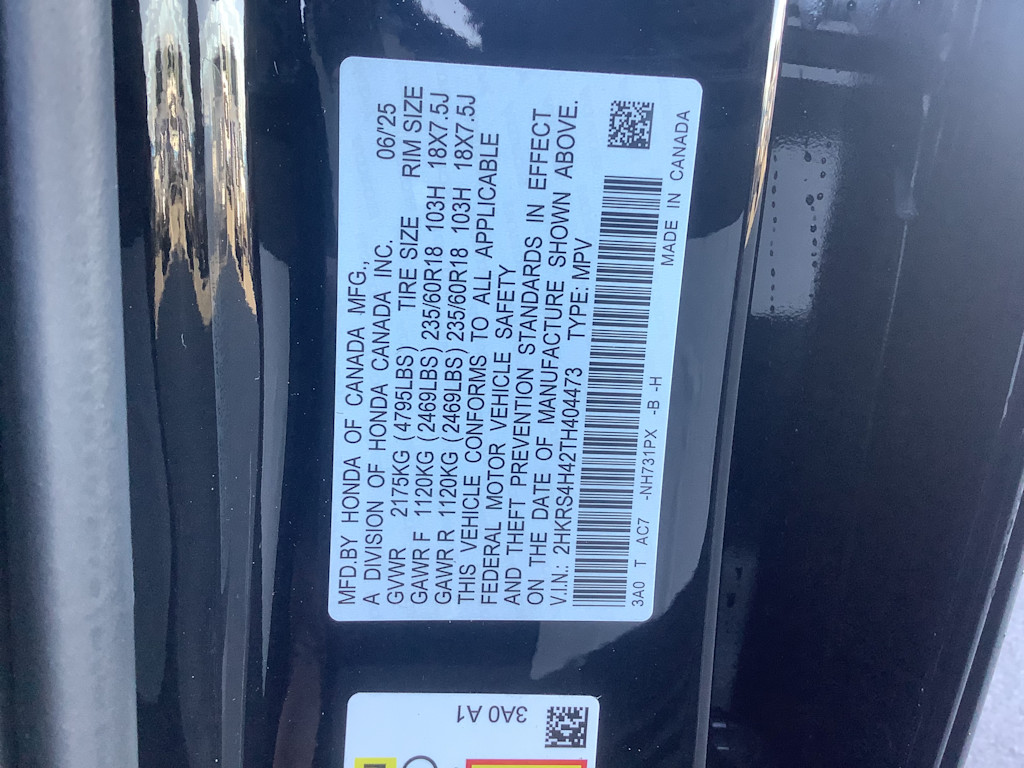 MFD.BY HONDA OF CANADA MFG.,
A DIVISION OF HONDA CANADA INC. 06/'25
GVWR 2175KG (4795LBS) TIRE SIZE RIM SIZE
GAWR F 1120KG (2469LBS) 235/60R18 103H 18X7.5J
GAWR R 1120KG (2469LBS) 235/60R18 103H 18X7.5J
THIS VEHICLE CONFORMS TO ALL APPLICABLE
FEDERAL MOTOR VEHICLE SAFETY
AND THEFT PREVENTION STANDARDS IN EFFECT
ON THE DATE OF MANUFACTURE SHOWN ABOVE.
V.I.N.: 2HKRS4H42TH404473 TYPE: MPV
3A0 T AC7 -NH731PX -B -H MADE IN CANADA
3A0 A1